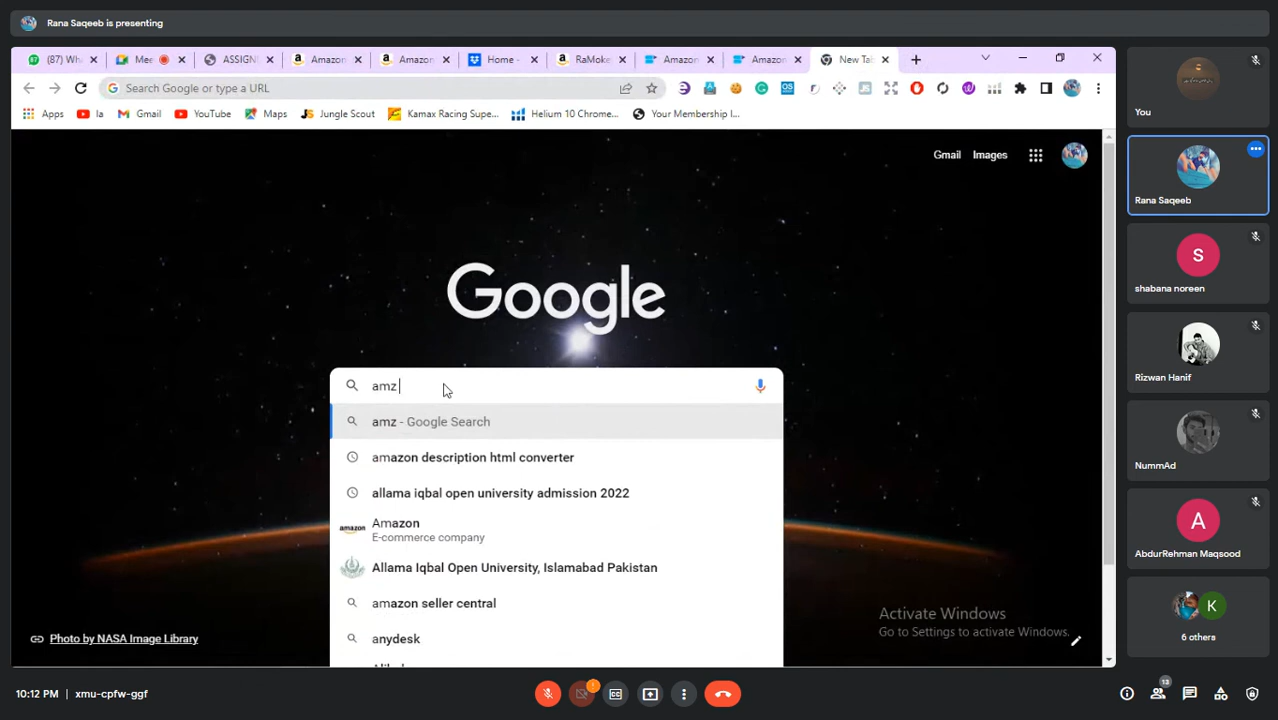 Rana Saqeeb is presenting
(87) Wha
Mee
ASSIGN
Amazon
Amazon
Home -
RaMoke
Amazon
Amazon
New Tab
Search Google or type a URL
Apps
la
Gmail
YouTube
Maps
Jungle Scout
Kamax Racing Supe...
Helium 10 Chrome...
Your Membership I...
Gmail
Images
Google
amz
amz - Google Search
amazon description html converter
allama iqbal open university admission 2022
amazon
Amazon
E-commerce company
Allama Iqbal Open University, Islamabad Pakistan
amazon seller central
anydesk
Photo by NASA Image Library
Activate Windows
Go to Settings to activate Windows.
You
Rana Saqeeb
s
shabana noreen
Rizwan Hanif
NummAd
A
AbdurRehman Maqsood
K
6 others
10:12 PM | xmu-cpfw-ggf
13